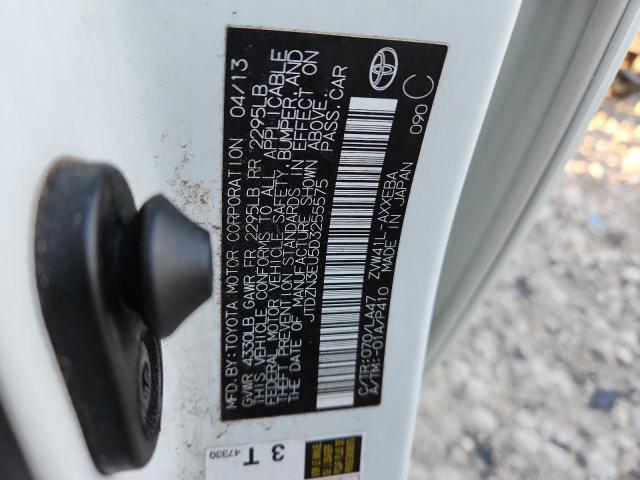 MFD. BY: TOYOTA MOTOR CORPORATION 04/13
GVWR 4330LB GAWR FR 2295LB RR 2295LB
THIS VEHICLE CONFORMS TO ALL APPLICABLE
FEDERAL MOTOR VEHICLE SAFETY, BUMPER, AND
THEFT PREVENTION STANDARDS IN EFFECT ON
THE DATE OF MANUFACTURE SHOWN ABOVE.
JTDZN3EU5D3255575 PASS. CAR
C/TR: 070/LA47 ZVW41L-AXXEBA
A/TM: -01A/P410 MADE IN JAPAN 090 C
3 T
47330